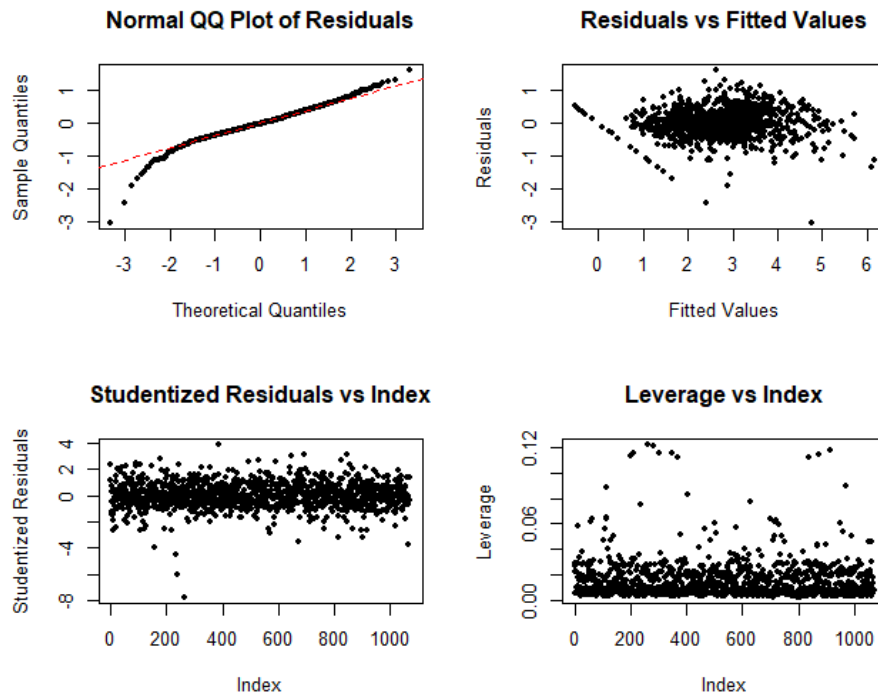 Normal QQ Plot of Residuals
Sample Quantiles
1
0
-1
-2
-3
-3 -2 -1 0 1 2 3
Theoretical Quantiles
Residuals vs Fitted Values
Residuals
1
0
-1
-2
-3
0 1 2 3 4 5 6
Fitted Values
Studentized Residuals vs Index
Studentized Residuals
4
2
0
-4
-8
0 200 400 600 800 1000
Index
Leverage vs Index
Leverage
0.12
0.06
0.00
0 200 400 600 800 1000
Index